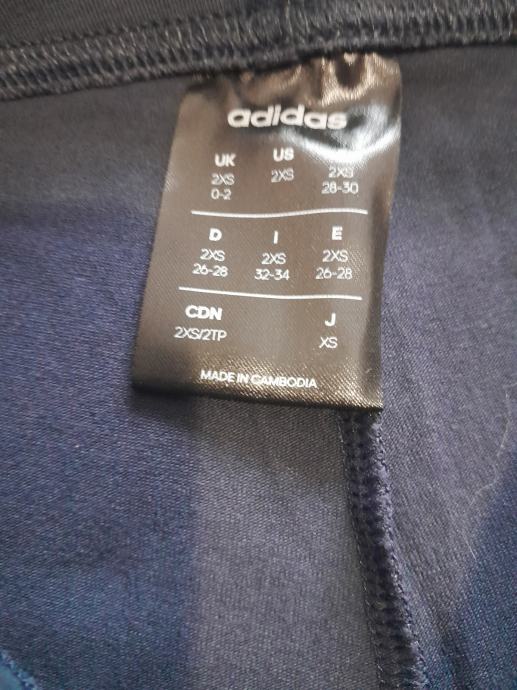 adidas
UK US
2XS 2XS 2XS
0-2 28-30
D I E
2XS 2XS 2XS
26-28 32-34 26-28
CDN J
2XS/2TP XS
MADE IN CAMBODIA